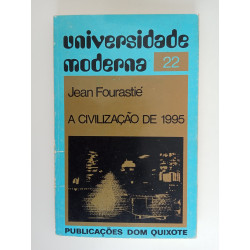 universidade
moderna 22
Jean Fourastié
A CIVILIZAÇÃO DE 1995
PUBLICAÇÕES DOM QUIXOTE